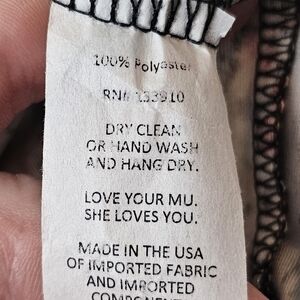 100% Polyester
RN# 133910
DRY CLEAN
OR HAND WASH
AND HANG DRY.
LOVE YOUR MU.
SHE LOVES YOU.
MADE IN THE USA
OF IMPORTED FABRIC
AND IMPORTED